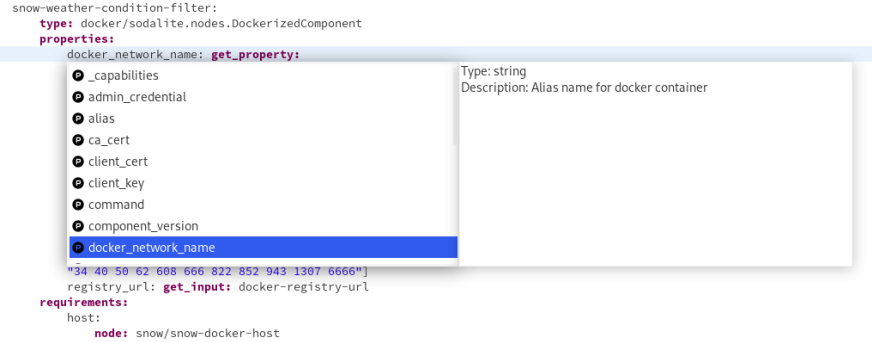 snow-weather-condition-filter:
type: docker/sodalite.nodes.DockerizedComponent
properties:
docker_network_name: get_property:
_capabilities
admin_credential
alias
ca_cert
client_cert
client_key
command
component_version
docker_network_name
Type: string
Description: Alias name for docker container
"34 40 50 62 608 666 822 852 943 1307 6666"]
registry_url: get_input: docker-registry-url
requirements:
host:
node: snow/snow-docker-host